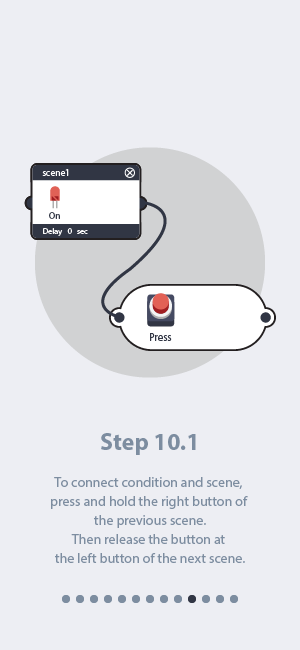 scene1
On
Delay 0 sec
Press
Step 10.1
To connect condition and scene,
press and hold the right button of
the previous scene.
Then release the button at
the left button of the next scene.